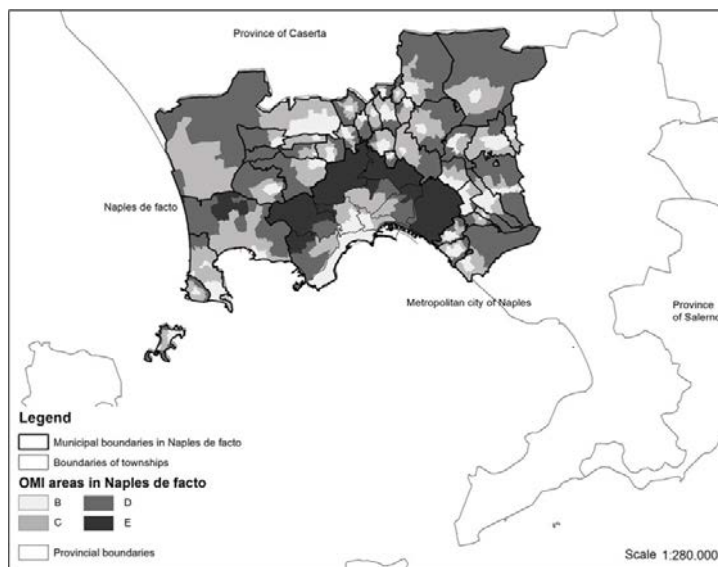 Province of Caserta
Naples de facto
Metropolitan city of Naples
Province
of Salerno
Legend
Municipal boundaries in Naples de facto
Boundaries of townships
OMI areas in Naples de facto
B
D
C
E
Provincial boundaries
Scale 1:280.000